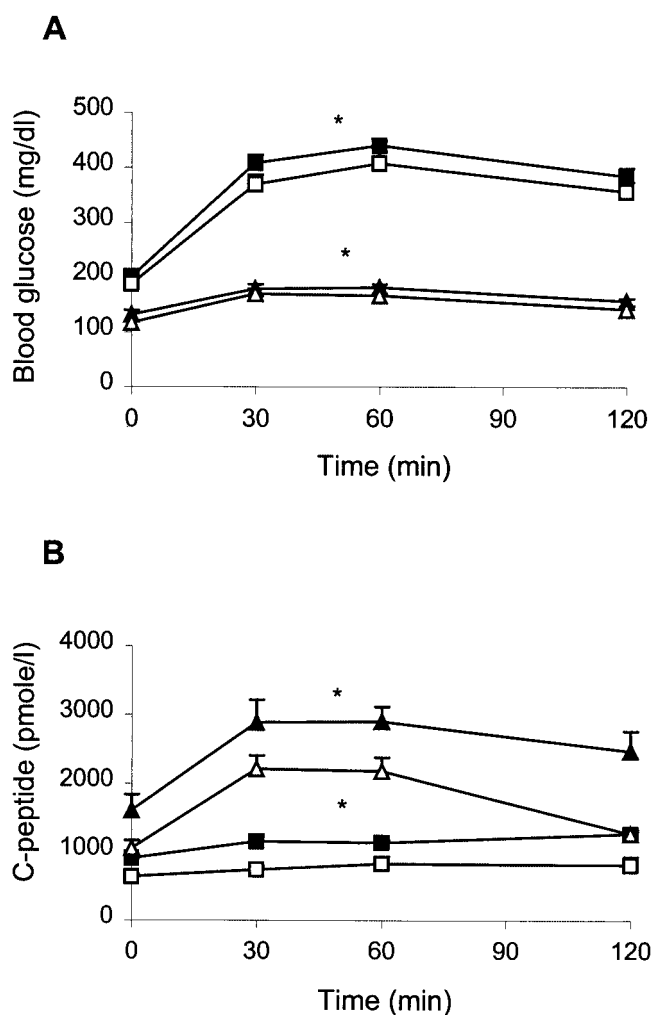 A
*
500
400
300
200
100
0
Blood glucose (mg/dl)
*
0 30 60 90 120
Time (min)
B
*
4000
3000
2000
1000
0
C-peptide (pmole/l)
*
0 30 60 90 120
Time (min)